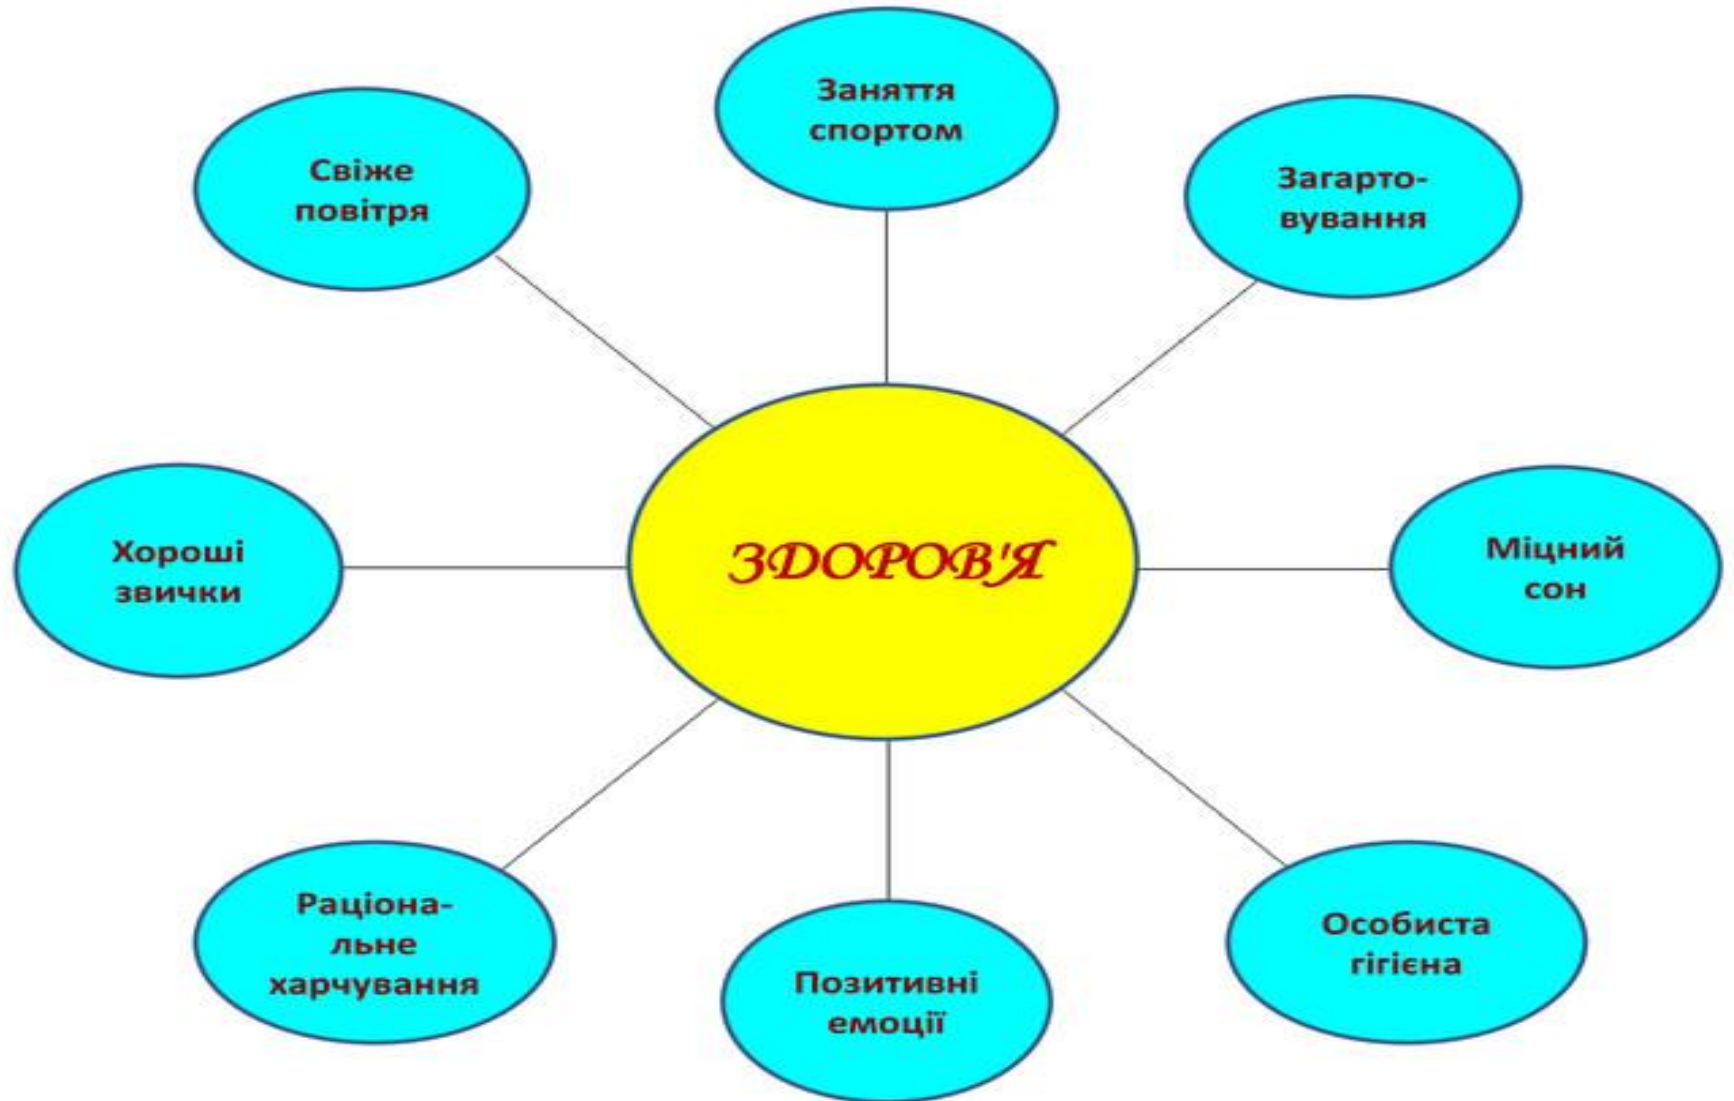 Заняття
спортом
Свіже
повітря
Загарто-
вування
Хороші
звички
ЗДОРОВ'Я
Міцний
сон
Раціона-
льне
харчування
Позитивні
емоції
Особиста
гігієна